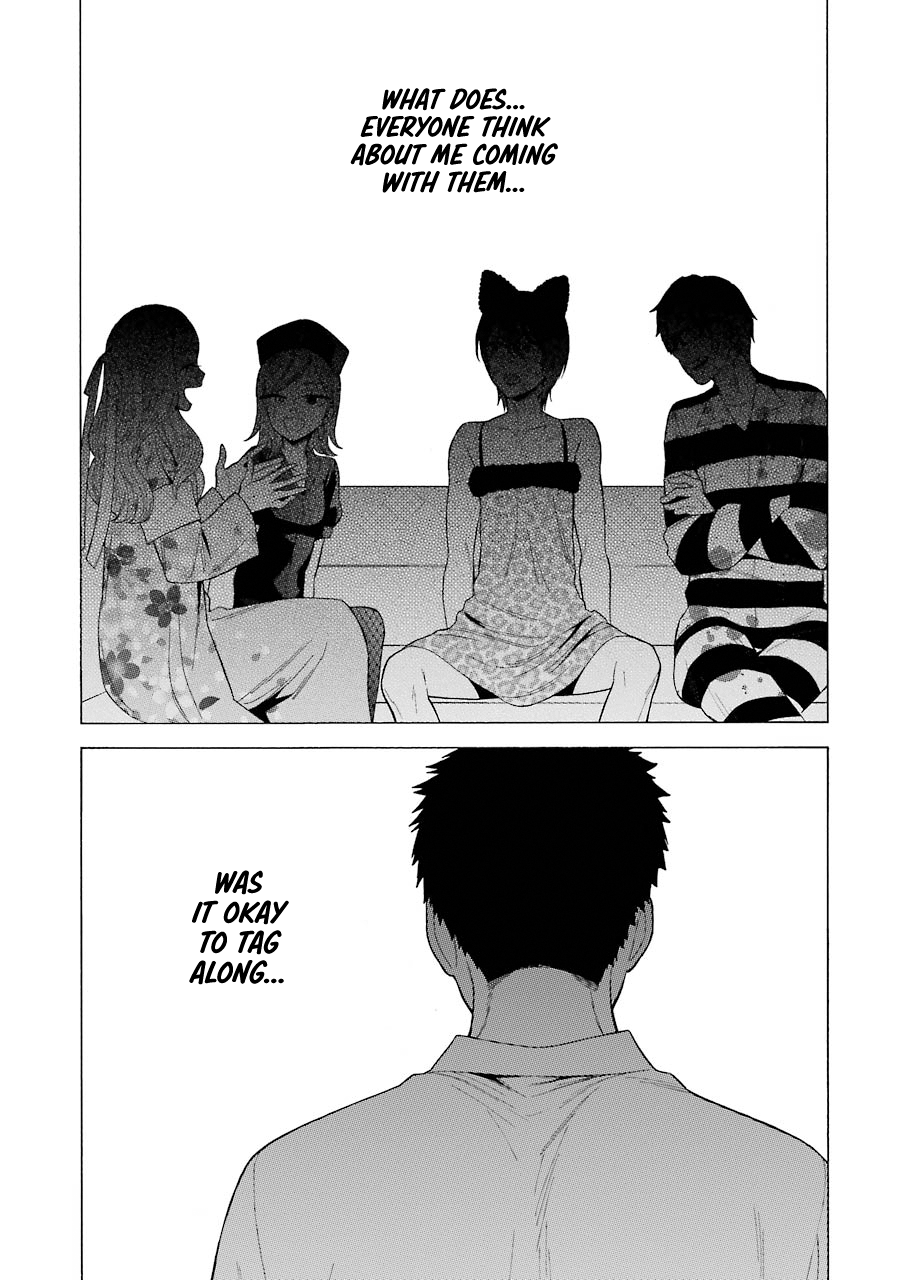 WHAT DOES...
EVERYONE THINK
ABOUT ME COMING
WITH THEM...
WAS
IT OKAY
TO TAG
ALONG...